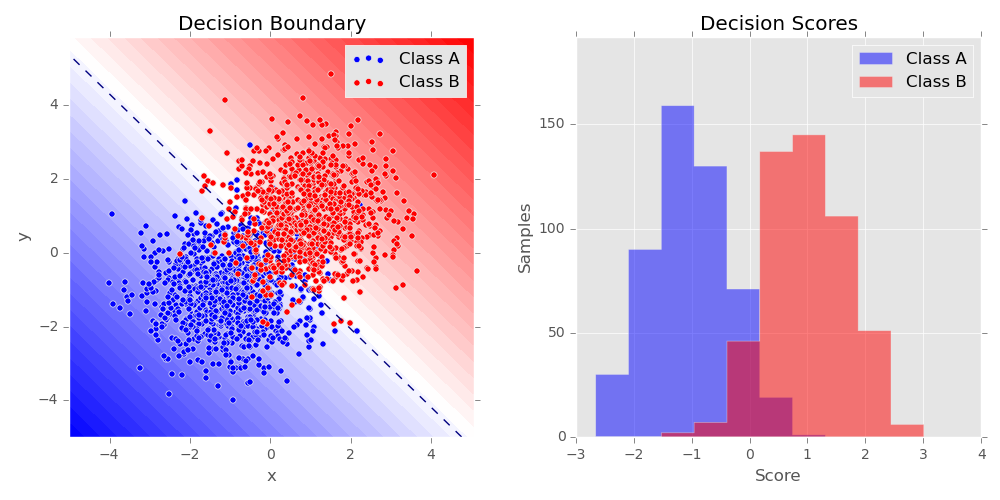 Decision Boundary
Class A
Class B
4
2
0
−2
−4
y
−4 −2 0 2 4
x
Decision Scores
Class A
Class B
150
100
50
0
Samples
−3 −2 −1 0 1 2 3 4
Score